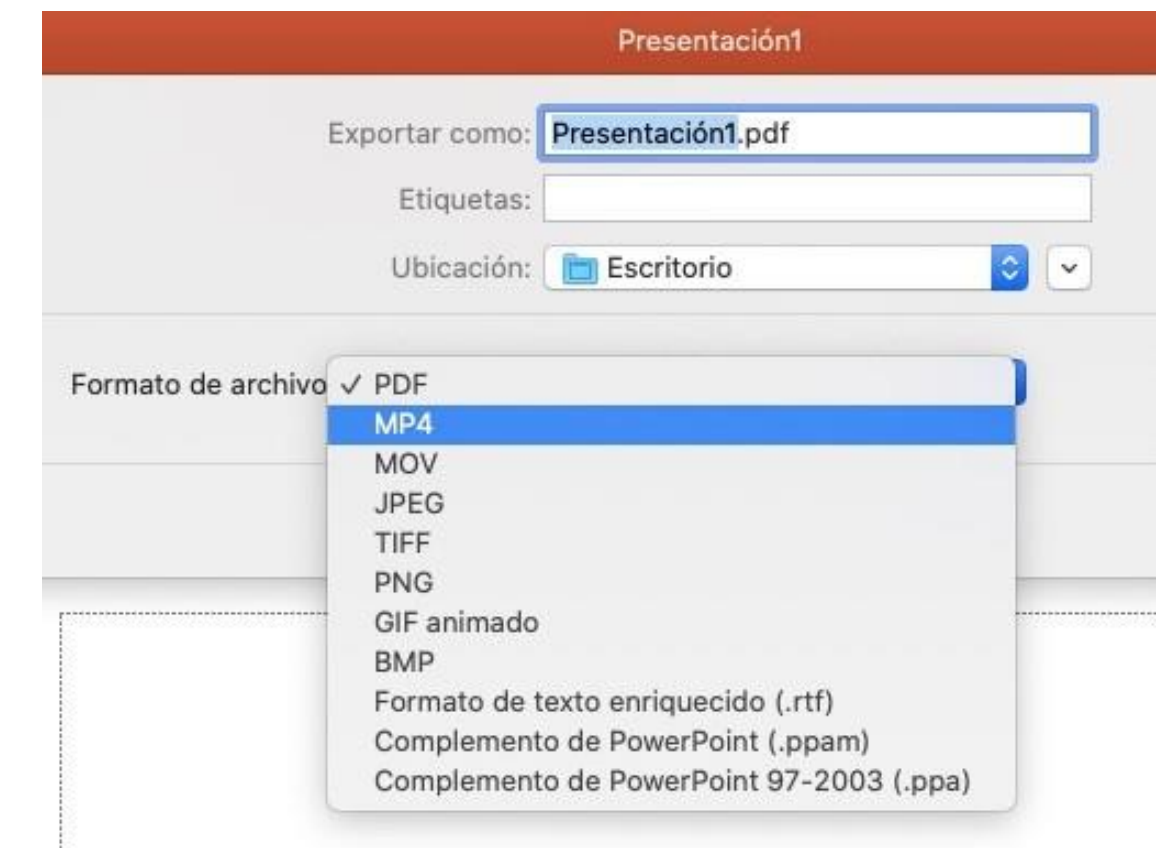 Presentación1
Exportar como: Presentación1.pdf
Etiquetas:
Ubicación: Escritorio
Formato de archivo ✓ PDF
MP4
MOV
JPEG
TIFF
PNG
GIF animado
BMP
Formato de texto enriquecido (.rtf)
Complemento de PowerPoint (.ppam)
Complemento de PowerPoint 97-2003 (.ppa)